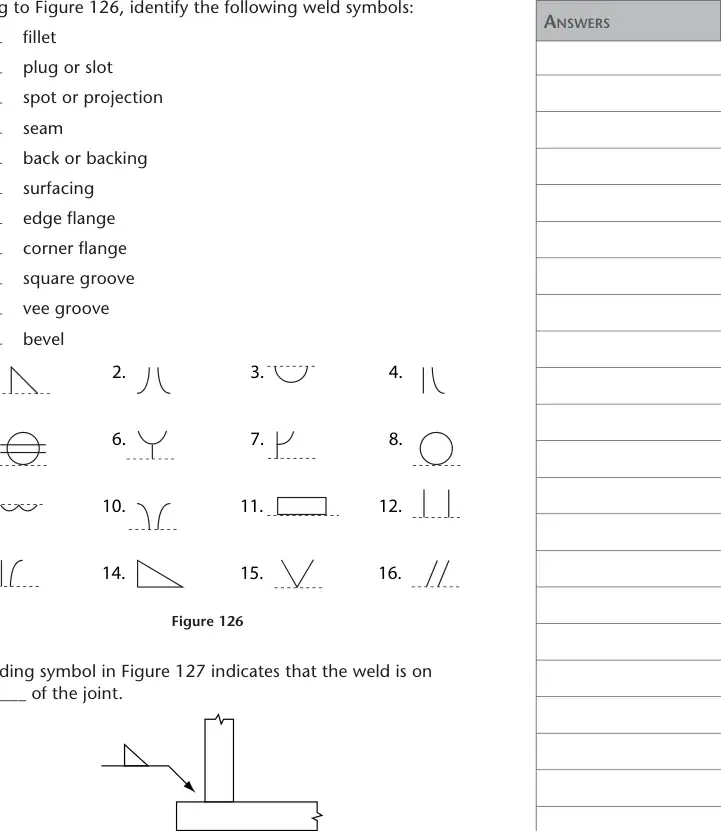 g to Figure 126, identify the following weld symbols:
ANSWERS
_ fillet
_ plug or slot
_ spot or projection
_ seam
_ back or backing
_ surfacing
_ edge flange
_ corner flange
_ square groove
_ vee groove
_ bevel
2. 3. 4.
6. 7. 8.
10. 11. 12.
14. 15. 16.
Figure 126
ding symbol in Figure 127 indicates that the weld is on
___ of the joint.